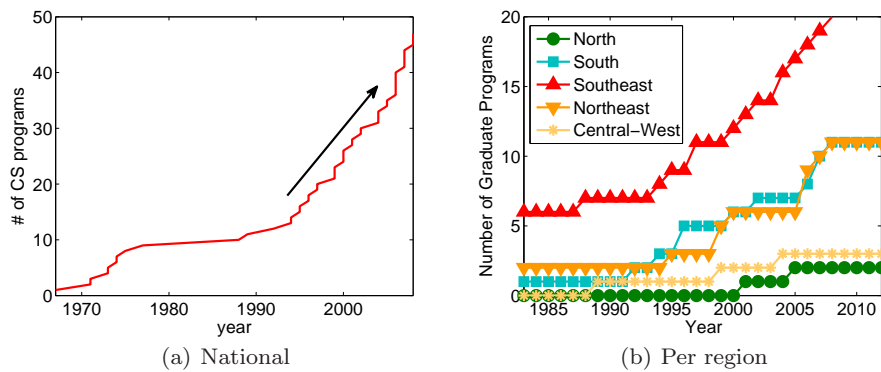 # of CS programs
50
40
30
20
10
0
1970 1980 1990 2000
year
(a) National
Number of Graduate Programs
20
15
10
5
0
North
South
Southeast
Northeast
Central-West
1985 1990 1995 2000 2005 2010
Year
(b) Per region